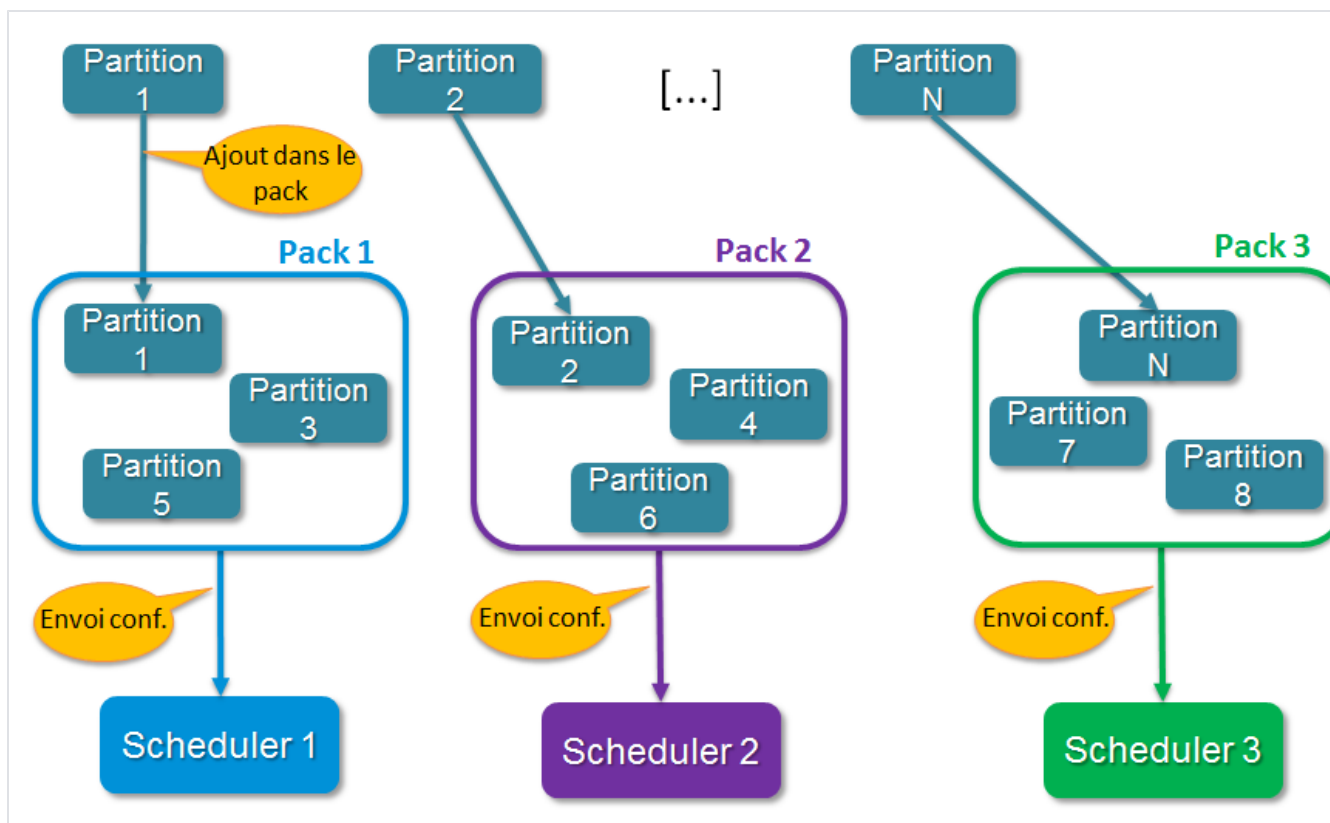 Partition
1
Partition
2
[...]
Partition
N
Ajout dans le
pack
Pack 1
Pack 2
Pack 3
Partition
1
Partition
3
Partition
5
Partition
2
Partition
4
Partition
6
Partition
N
Partition
7
Partition
8
Envoi conf.
Envoi conf.
Envoi conf.
Scheduler 1
Scheduler 2
Scheduler 3